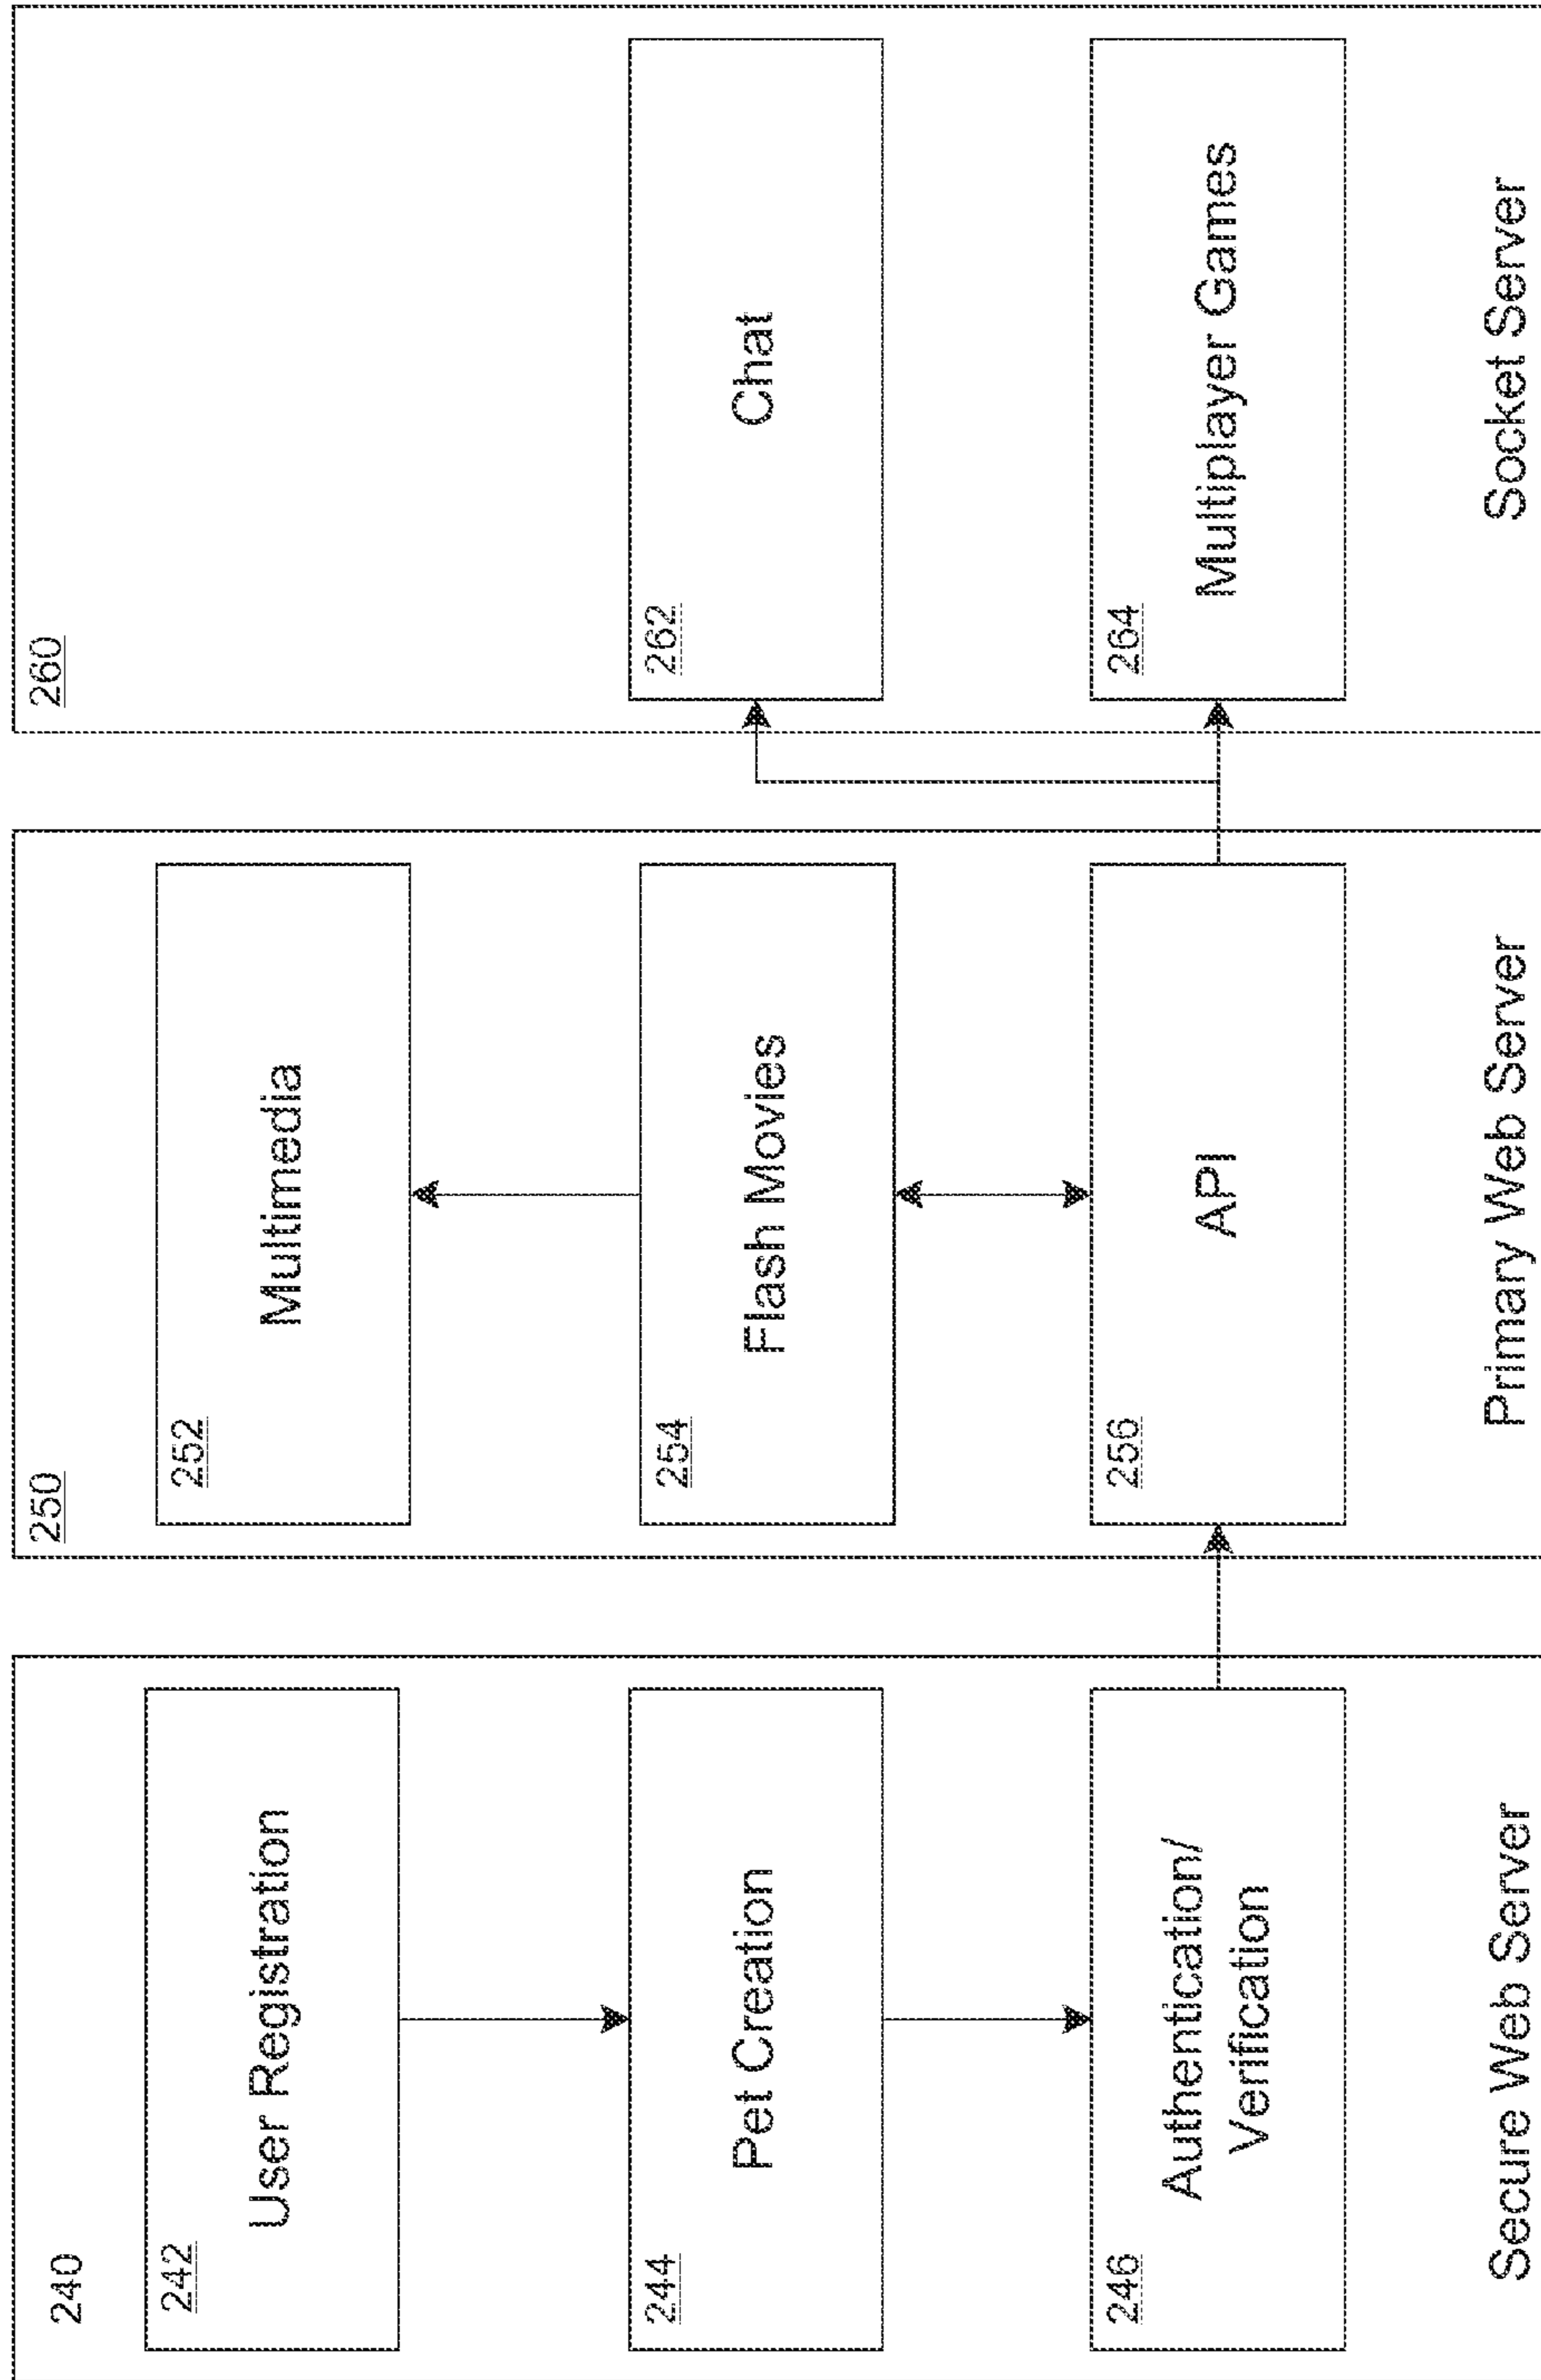 240
242
User Registration
244
Pet Creation
246
Authentication/
Verification
Secure Web Server
250
252
Multimedia
254
Flash Movies
256
API
Primary Web Server
260
262
Chat
264
Multiplayer Games
Socket Server